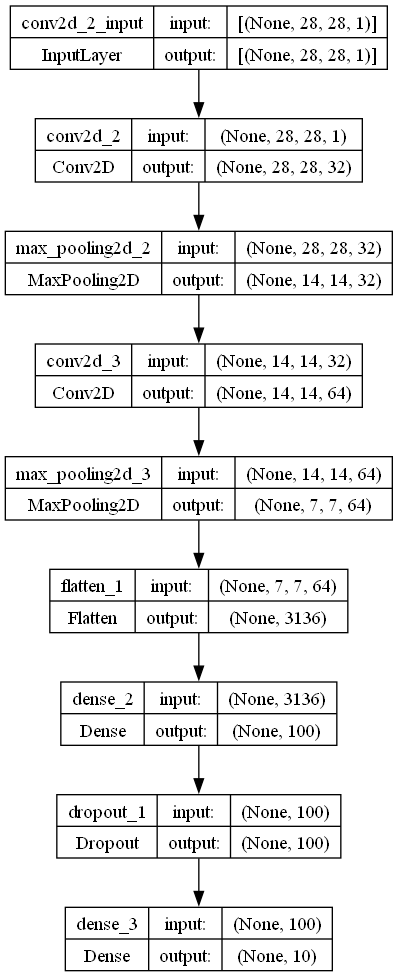 conv2d_2_input input: [(None, 28, 28, 1)]
InputLayer output: [(None, 28, 28, 1)]
conv2d_2 input: (None, 28, 28, 1)
Conv2D output: (None, 28, 28, 32)
max_pooling2d_2 input: (None, 28, 28, 32)
MaxPooling2D output: (None, 14, 14, 32)
conv2d_3 input: (None, 14, 14, 32)
Conv2D output: (None, 14, 14, 64)
max_pooling2d_3 input: (None, 14, 14, 64)
MaxPooling2D output: (None, 7, 7, 64)
flatten_1 input: (None, 7, 7, 64)
Flatten output: (None, 3136)
dense_2 input: (None, 3136)
Dense output: (None, 100)
dropout_1 input: (None, 100)
Dropout output: (None, 100)
dense_3 input: (None, 100)
Dense output: (None, 10)